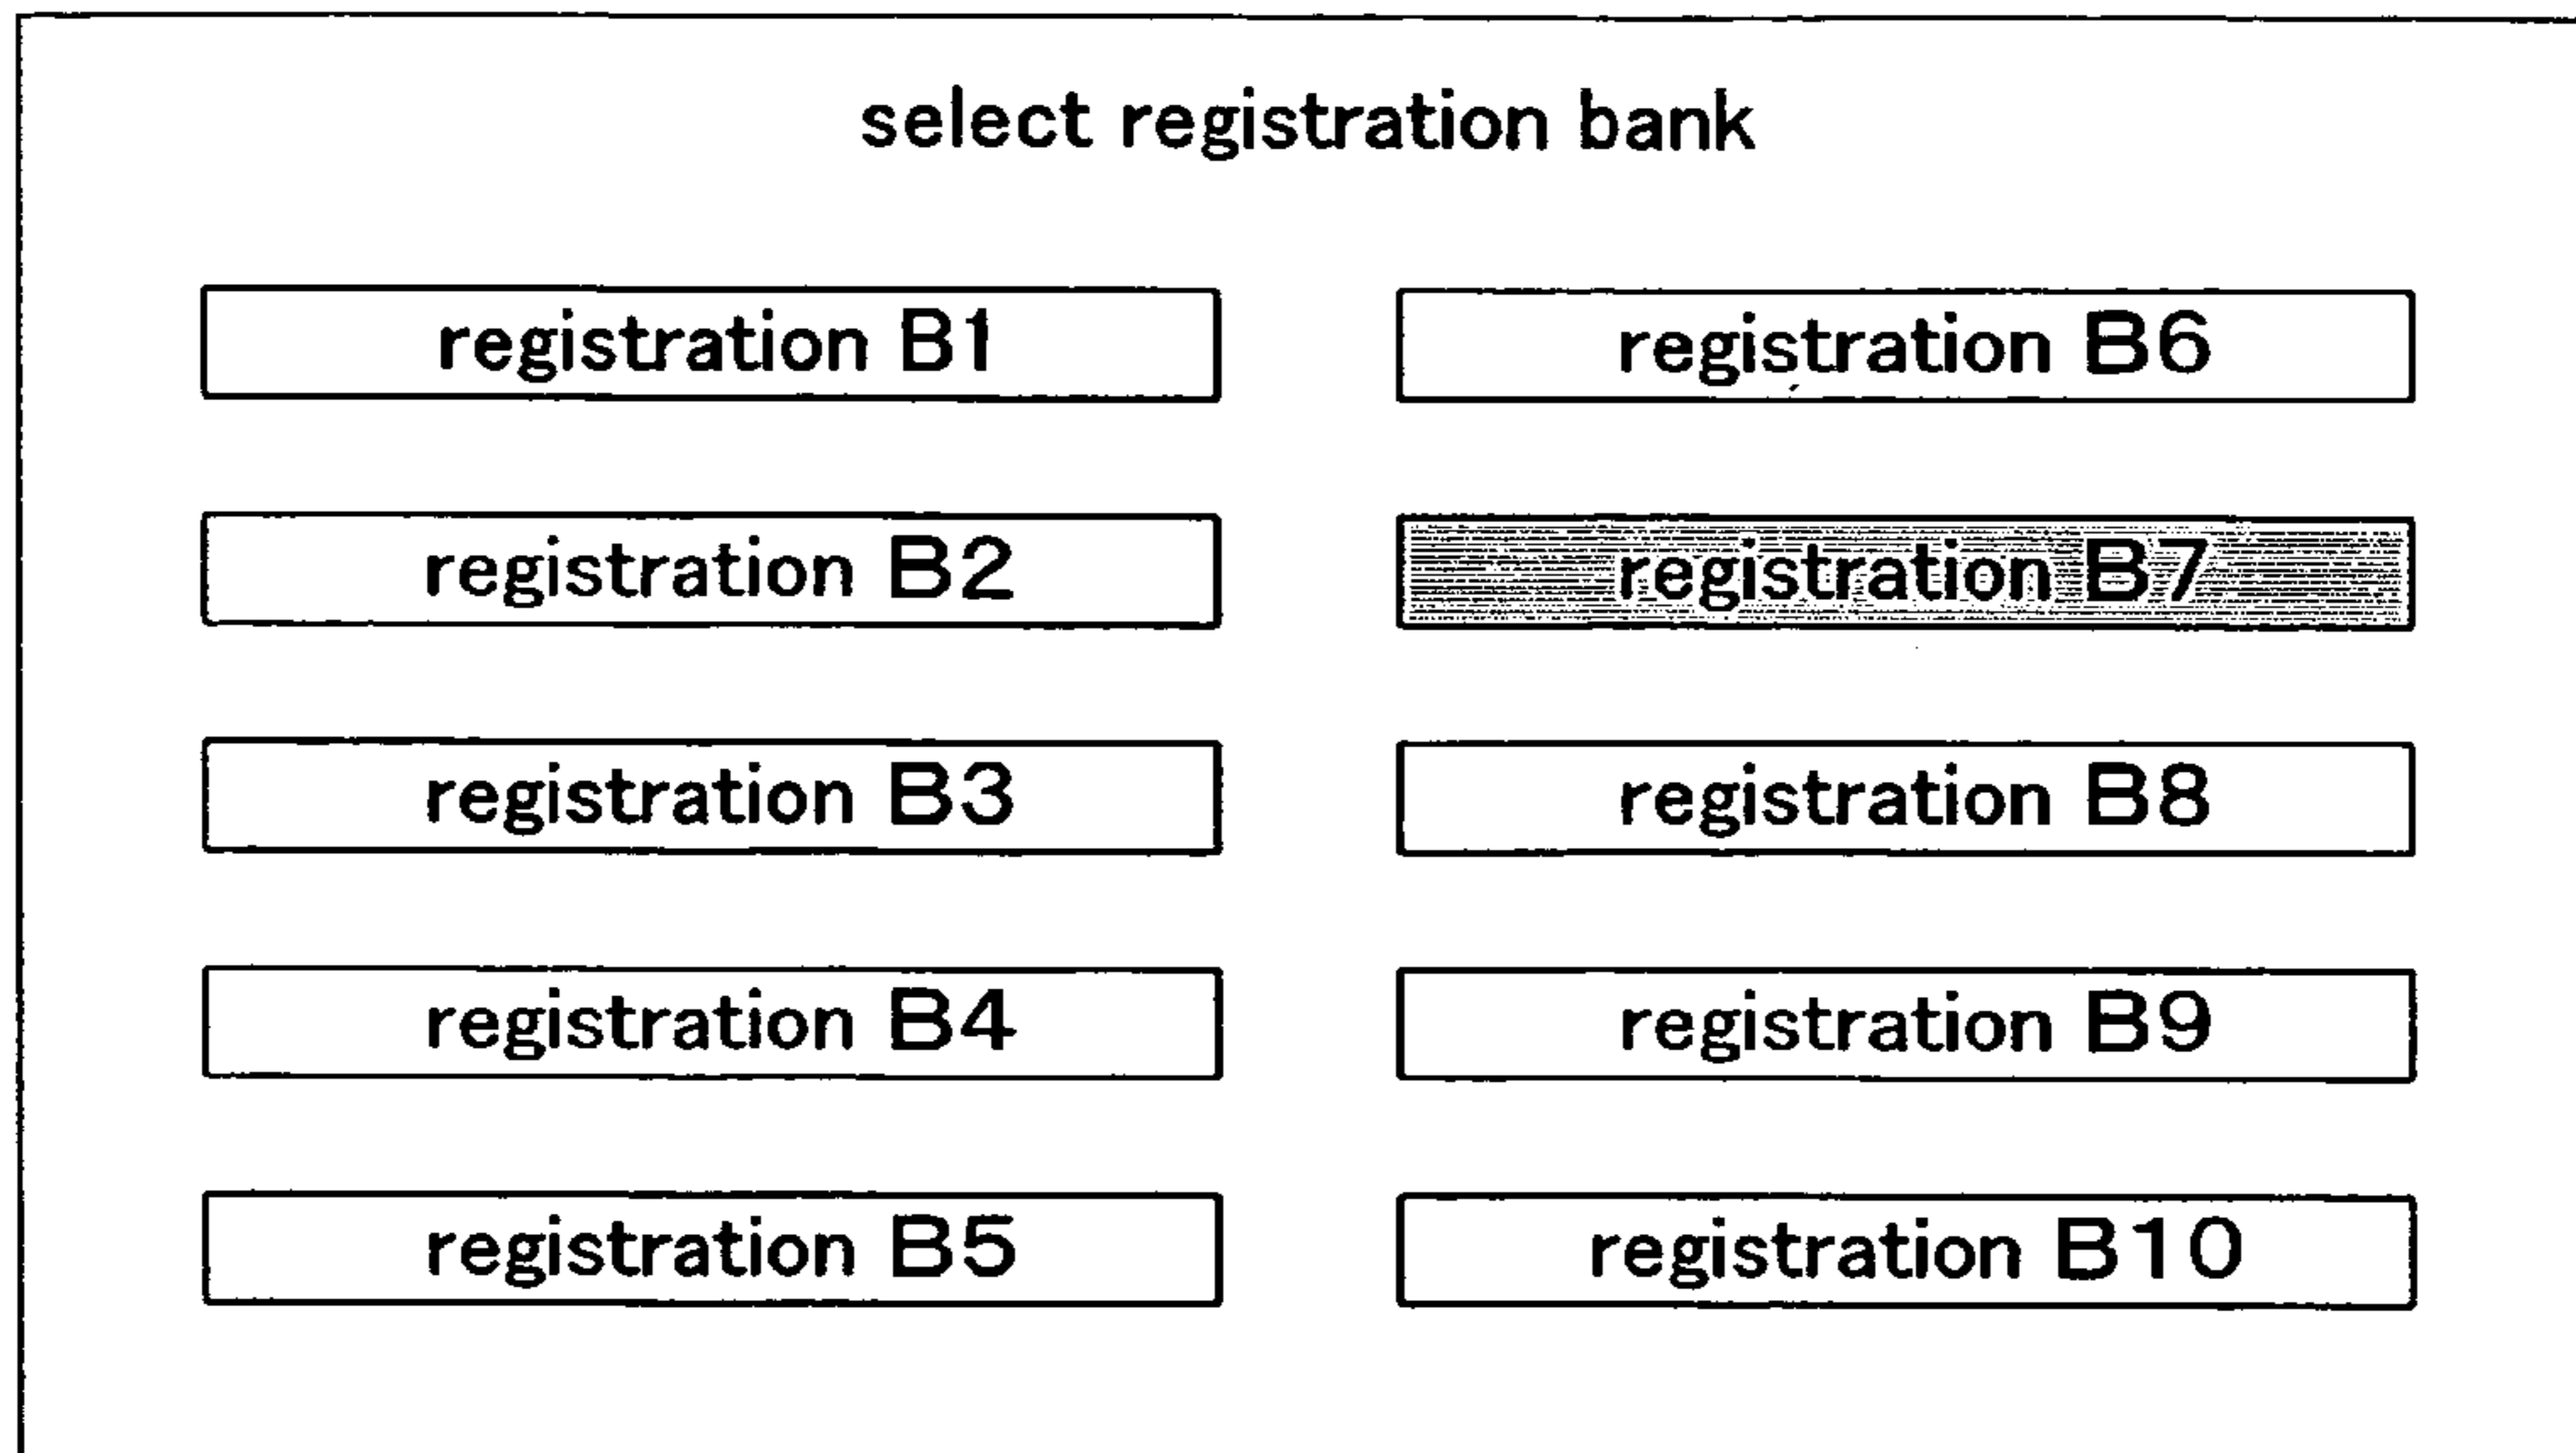 select registration bank
registration B1
registration B2
registration B3
registration B4
registration B5
registration B6
registration B7
registration B8
registration B9
registration B10